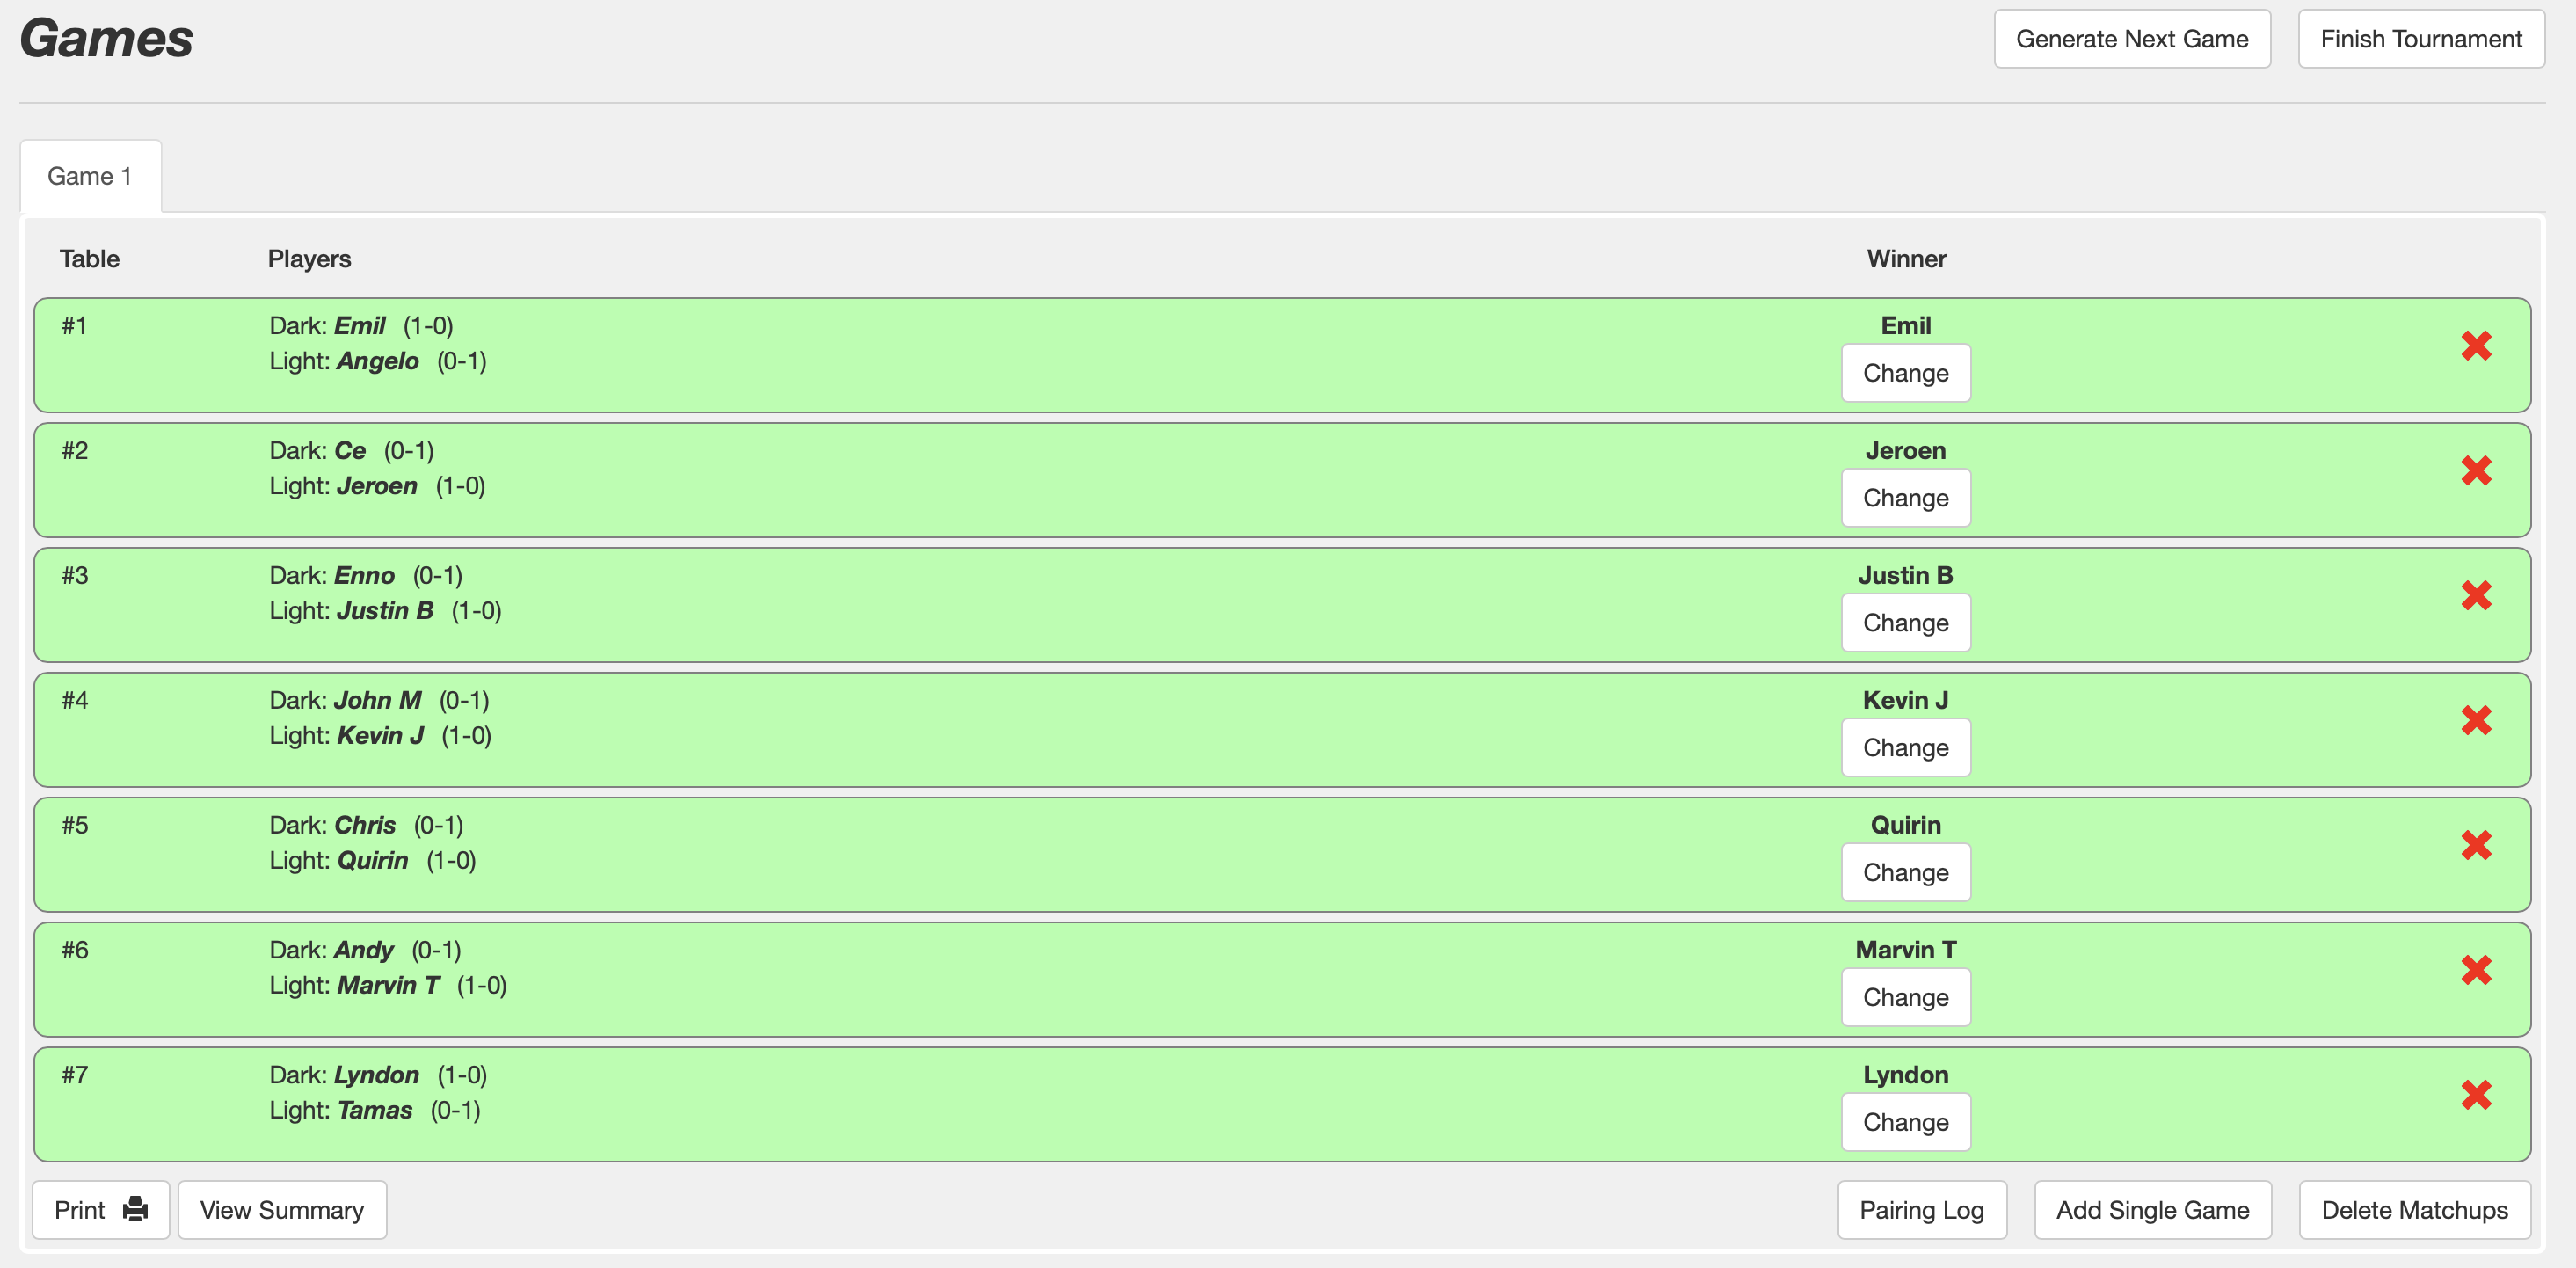 Games
Generate Next Game
Finish Tournament
Game 1
Table Players Winner
#1 Dark: Emil (1-0) Emil
Light: Angelo (0-1)
Change
#2 Dark: Ce (0-1) Jeroen
Light: Jeroen (1-0)
Change
#3 Dark: Enno (0-1) Justin B
Light: Justin B (1-0)
Change
#4 Dark: John M (0-1) Kevin J
Light: Kevin J (1-0)
Change
#5 Dark: Chris (0-1) Quirin
Light: Quirin (1-0)
Change
#6 Dark: Andy (0-1) Marvin T
Light: Marvin T (1-0)
Change
#7 Dark: Lyndon (1-0) Lyndon
Light: Tamas (0-1)
Change
Print View Summary Pairing Log Add Single Game Delete Matchups